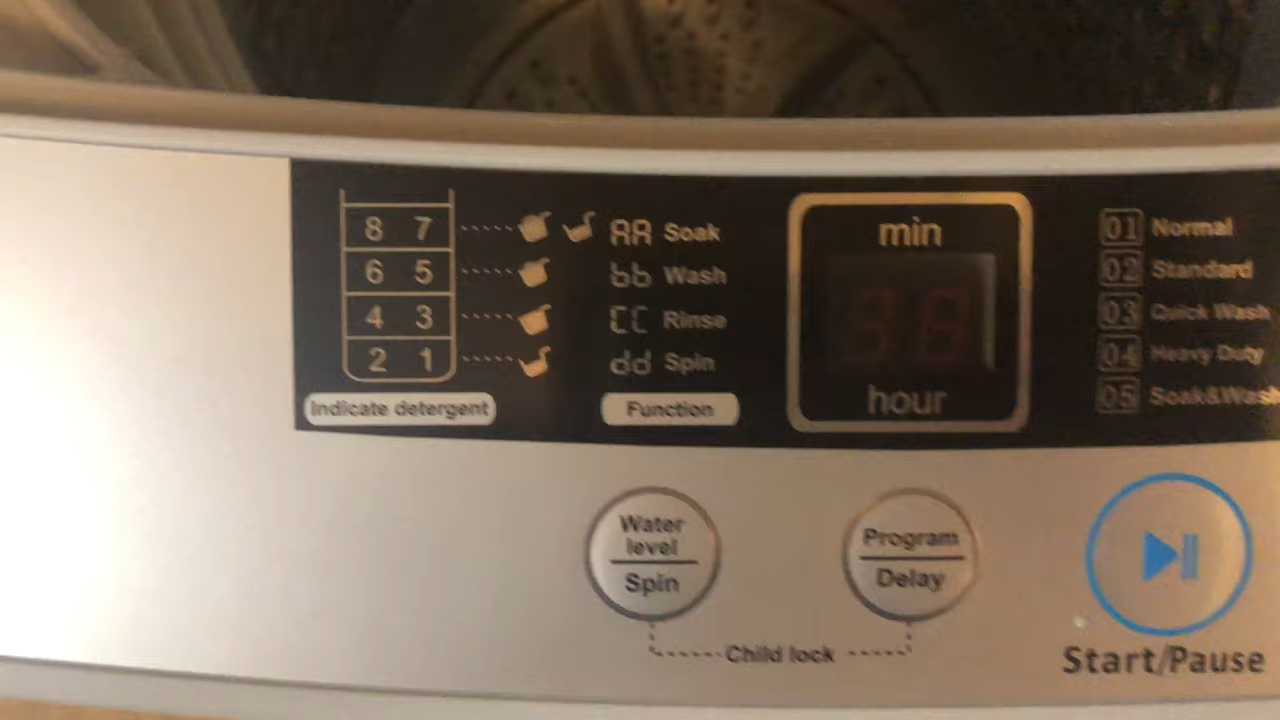 8 7
6 5
4 3
2 1
Indicate detergent
AA Soak
bb Wash
CC Rinse
dd Spin
Function
min
hour
01 Normal
02 Standard
03 Quick Wash
04 Heavy Duty
05 Soak&Wash
Water
level
Spin
Program
Delay
Child lock
Start/Pause